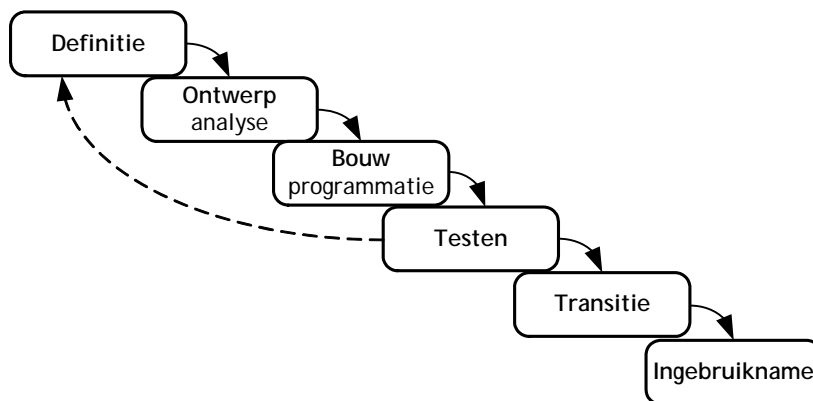 Definitie
Ontwerp
analyse
Bouw
programmatie
Testen
Transitie
Ingebruikname